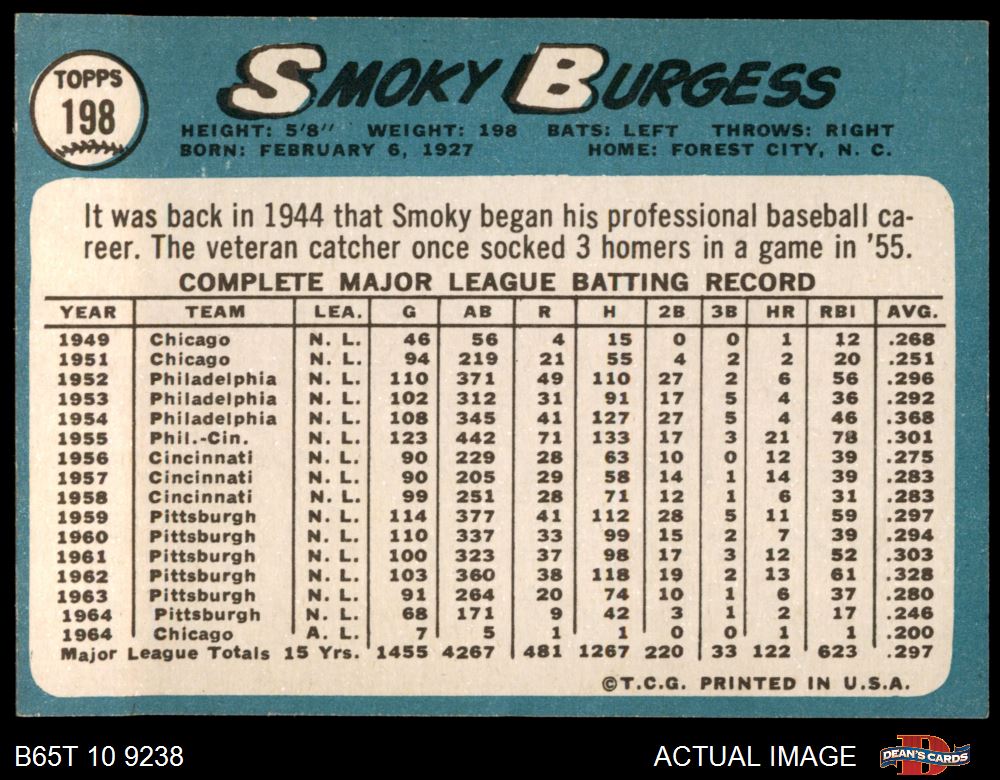 TOPPS
198
SMOKY BURGESS
HEIGHT: 5'8" WEIGHT: 198 BATS: LEFT THROWS: RIGHT
BORN: FEBRUARY 6, 1927 HOME: FOREST CITY, N. C.
It was back in 1944 that Smoky began his professional baseball ca-
reer. The veteran catcher once socked 3 homers in a game in '55.
COMPLETE MAJOR LEAGUE BATTING RECORD
YEAR TEAM LEA. G AB R H 2B 3B HR RBI AVG.
1949 Chicago N. L. 46 56 4 15 0 0 1 12 .268
1951 Chicago N. L. 94 219 21 55 4 2 2 20 .251
1952 Philadelphia N. L. 110 371 49 110 27 2 6 56 .296
1953 Philadelphia N. L. 102 312 31 91 17 5 4 36 .292
1954 Philadelphia N. L. 108 345 41 127 27 5 4 46 .368
1955 Phil.-Cin. N. L. 123 442 71 133 17 3 21 78 .301
1956 Cincinnati N. L. 90 229 28 63 10 0 12 39 .275
1957 Cincinnati N. L. 90 205 29 58 14 1 14 39 .283
1958 Cincinnati N. L. 99 251 28 71 12 1 6 31 .283
1959 Pittsburgh N. L. 114 377 41 112 28 5 11 59 .297
1960 Pittsburgh N. L. 110 337 33 99 15 2 7 39 .294
1961 Pittsburgh N. L. 100 323 37 98 17 3 12 52 .303
1962 Pittsburgh N. L. 103 360 38 118 19 2 13 61 .328
1963 Pittsburgh N. L. 91 264 20 74 10 1 6 37 .280
1964 Pittsburgh N. L. 68 171 9 42 3 1 2 17 .246
1964 Chicago A. L. 7 5 1 1 0 0 1 1 .200
Major League Totals 15 Yrs. 1455 4267 481 1267 220 33 122 623 .297
©T.C.G. PRINTED IN U.S.A.
B65T 10 9238 ACTUAL IMAGE DEAN'S CARDS